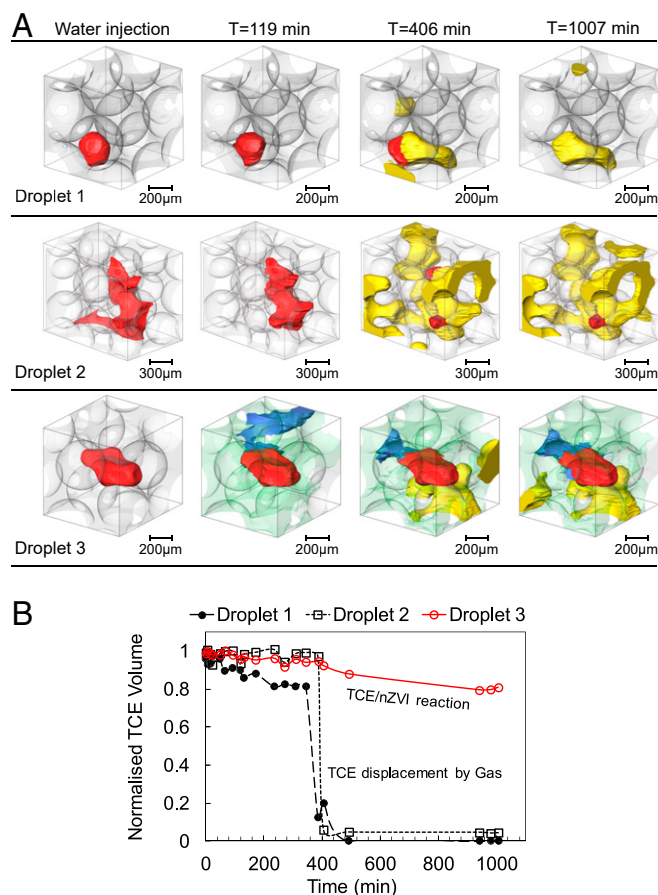 A
Water injection T=119 min T=406 min T=1007 min
Droplet 1
200µm 200µm 200µm 200µm
Droplet 2
300µm 300µm 300µm 300µm
Droplet 3
200µm 200µm 200µm 200µm
B
Droplet 1 Droplet 2 Droplet 3
Normalised TCE Volume
1
0.8
0.6
0.4
0.2
0
TCE/nZVI reaction
TCE displacement by Gas
0 200 400 600 800 1000
Time (min)